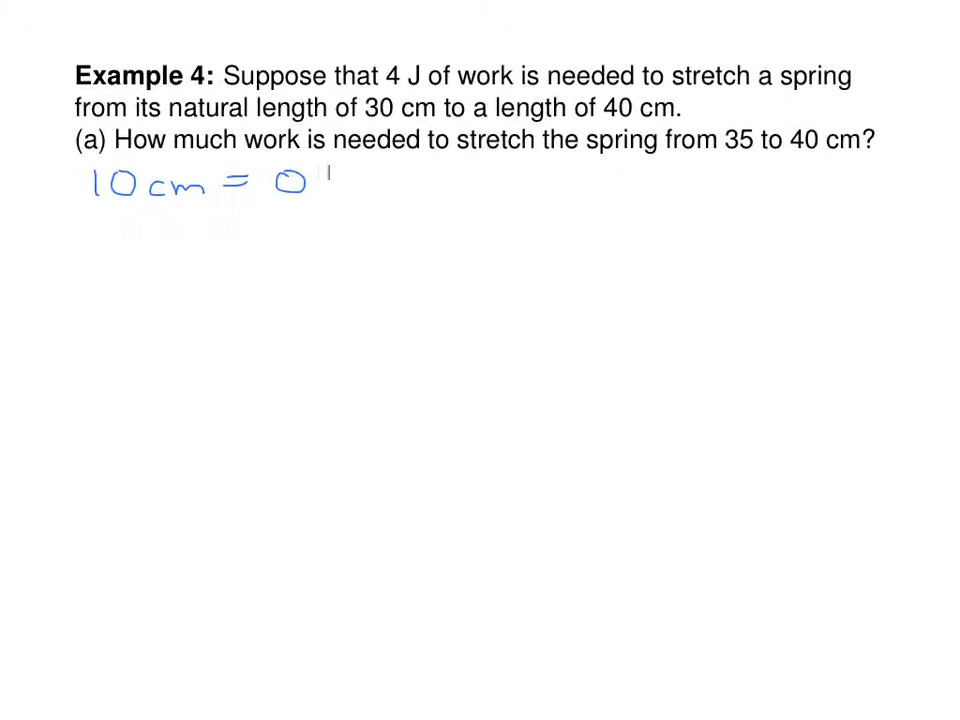 Example 4: Suppose that 4 J of work is needed to stretch a spring
from its natural length of 30 cm to a length of 40 cm.
(a) How much work is needed to stretch the spring from 35 to 40 cm?
10 cm = 0